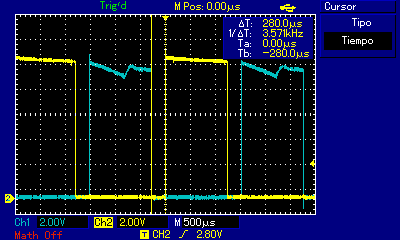 Trig'd M Pos: 0.00µs Cursor
Tipo
Tiempo
ΔT: 280.0µs
1/ΔT: 3.571kHz
Ta: 0.00µs
Tb: -280.0µs
2
Ch1 2.00V Ch2 2.00V M 500µs
Math Off T CH2 2.80V